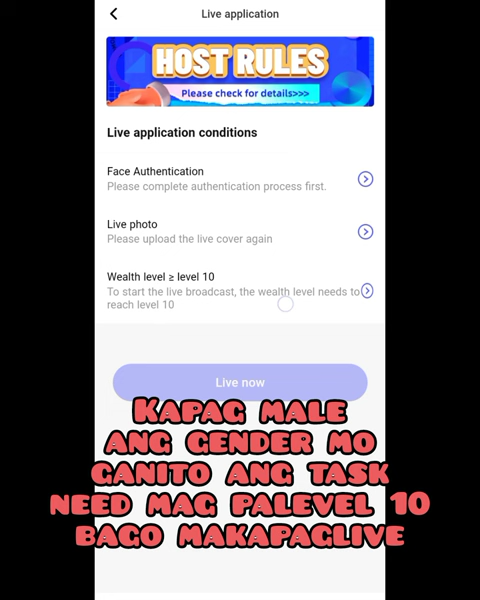 Live application
HOST RULES
Please check for details>>>
Live application conditions
Face Authentication
Please complete authentication process first.
Live photo
Please upload the live cover again
Wealth level ≥ level 10
To start the live broadcast, the wealth level needs to
reach level 10
Live now
Kapag male
ang gender mo
ganito ang task
need mag palevel 10
bago makapaglive